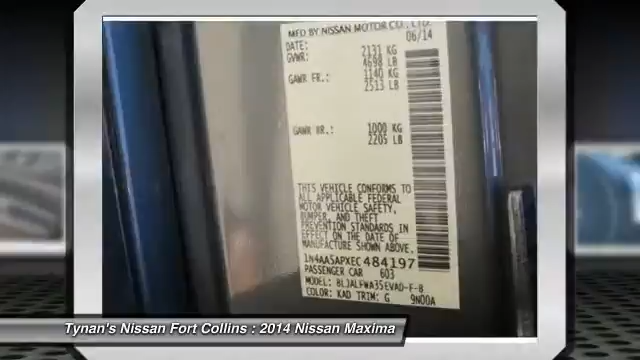 MFD BY NISSAN MOTOR CO., LTD.
DATE: 06/14
GVWR: 2131 KG
4698 LB
GAWR FR.: 1140 KG
2513 LB
GAWR RR.: 1000 KG
2205 LB
THIS VEHICLE CONFORMS TO
ALL APPLICABLE FEDERAL
MOTOR VEHICLE SAFETY,
BUMPER, AND THEFT
PREVENTION STANDARDS IN
EFFECT ON THE DATE OF
MANUFACTURE SHOWN ABOVE.
1N4AA5APXEC484197
PASSENGER CAR 603
MODEL: BLJALFWA35EVAD-F-B
COLOR: KAD TRIM: G 9N00A
Tynan's Nissan Fort Collins : 2014 Nissan Maxima